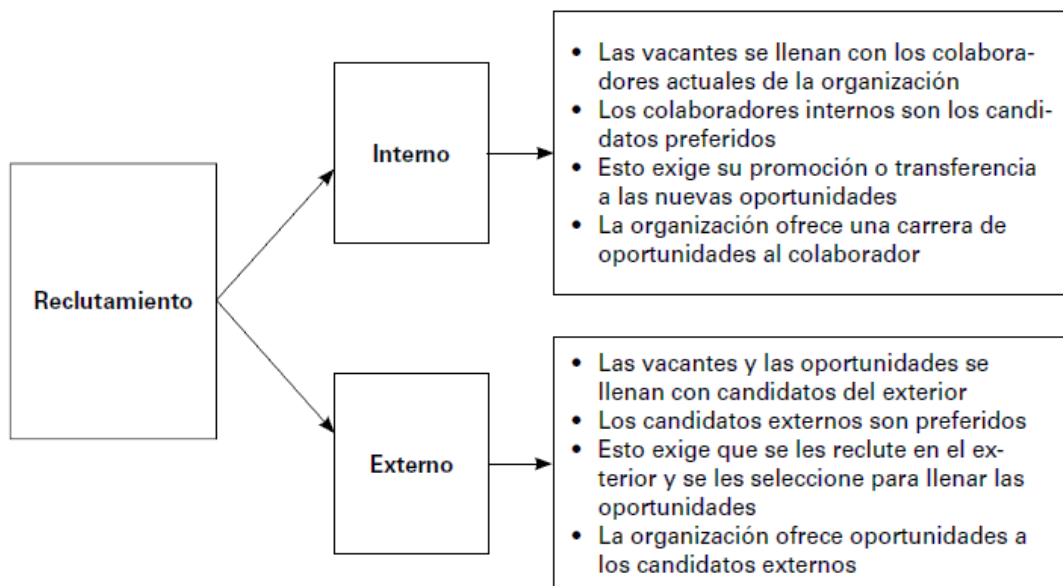 Reclutamiento
Interno
• Las vacantes se llenan con los colabora-
dores actuales de la organización
• Los colaboradores internos son los candi-
datos preferidos
• Esto exige su promoción o transferencia
a las nuevas oportunidades
• La organización ofrece una carrera de
oportunidades al colaborador
Externo
• Las vacantes y las oportunidades se
llenan con candidatos del exterior
• Los candidatos externos son preferidos
• Esto exige que se les reclute en el ex-
terior y se les seleccione para llenar las
oportunidades
• La organización ofrece oportunidades a
los candidatos externos